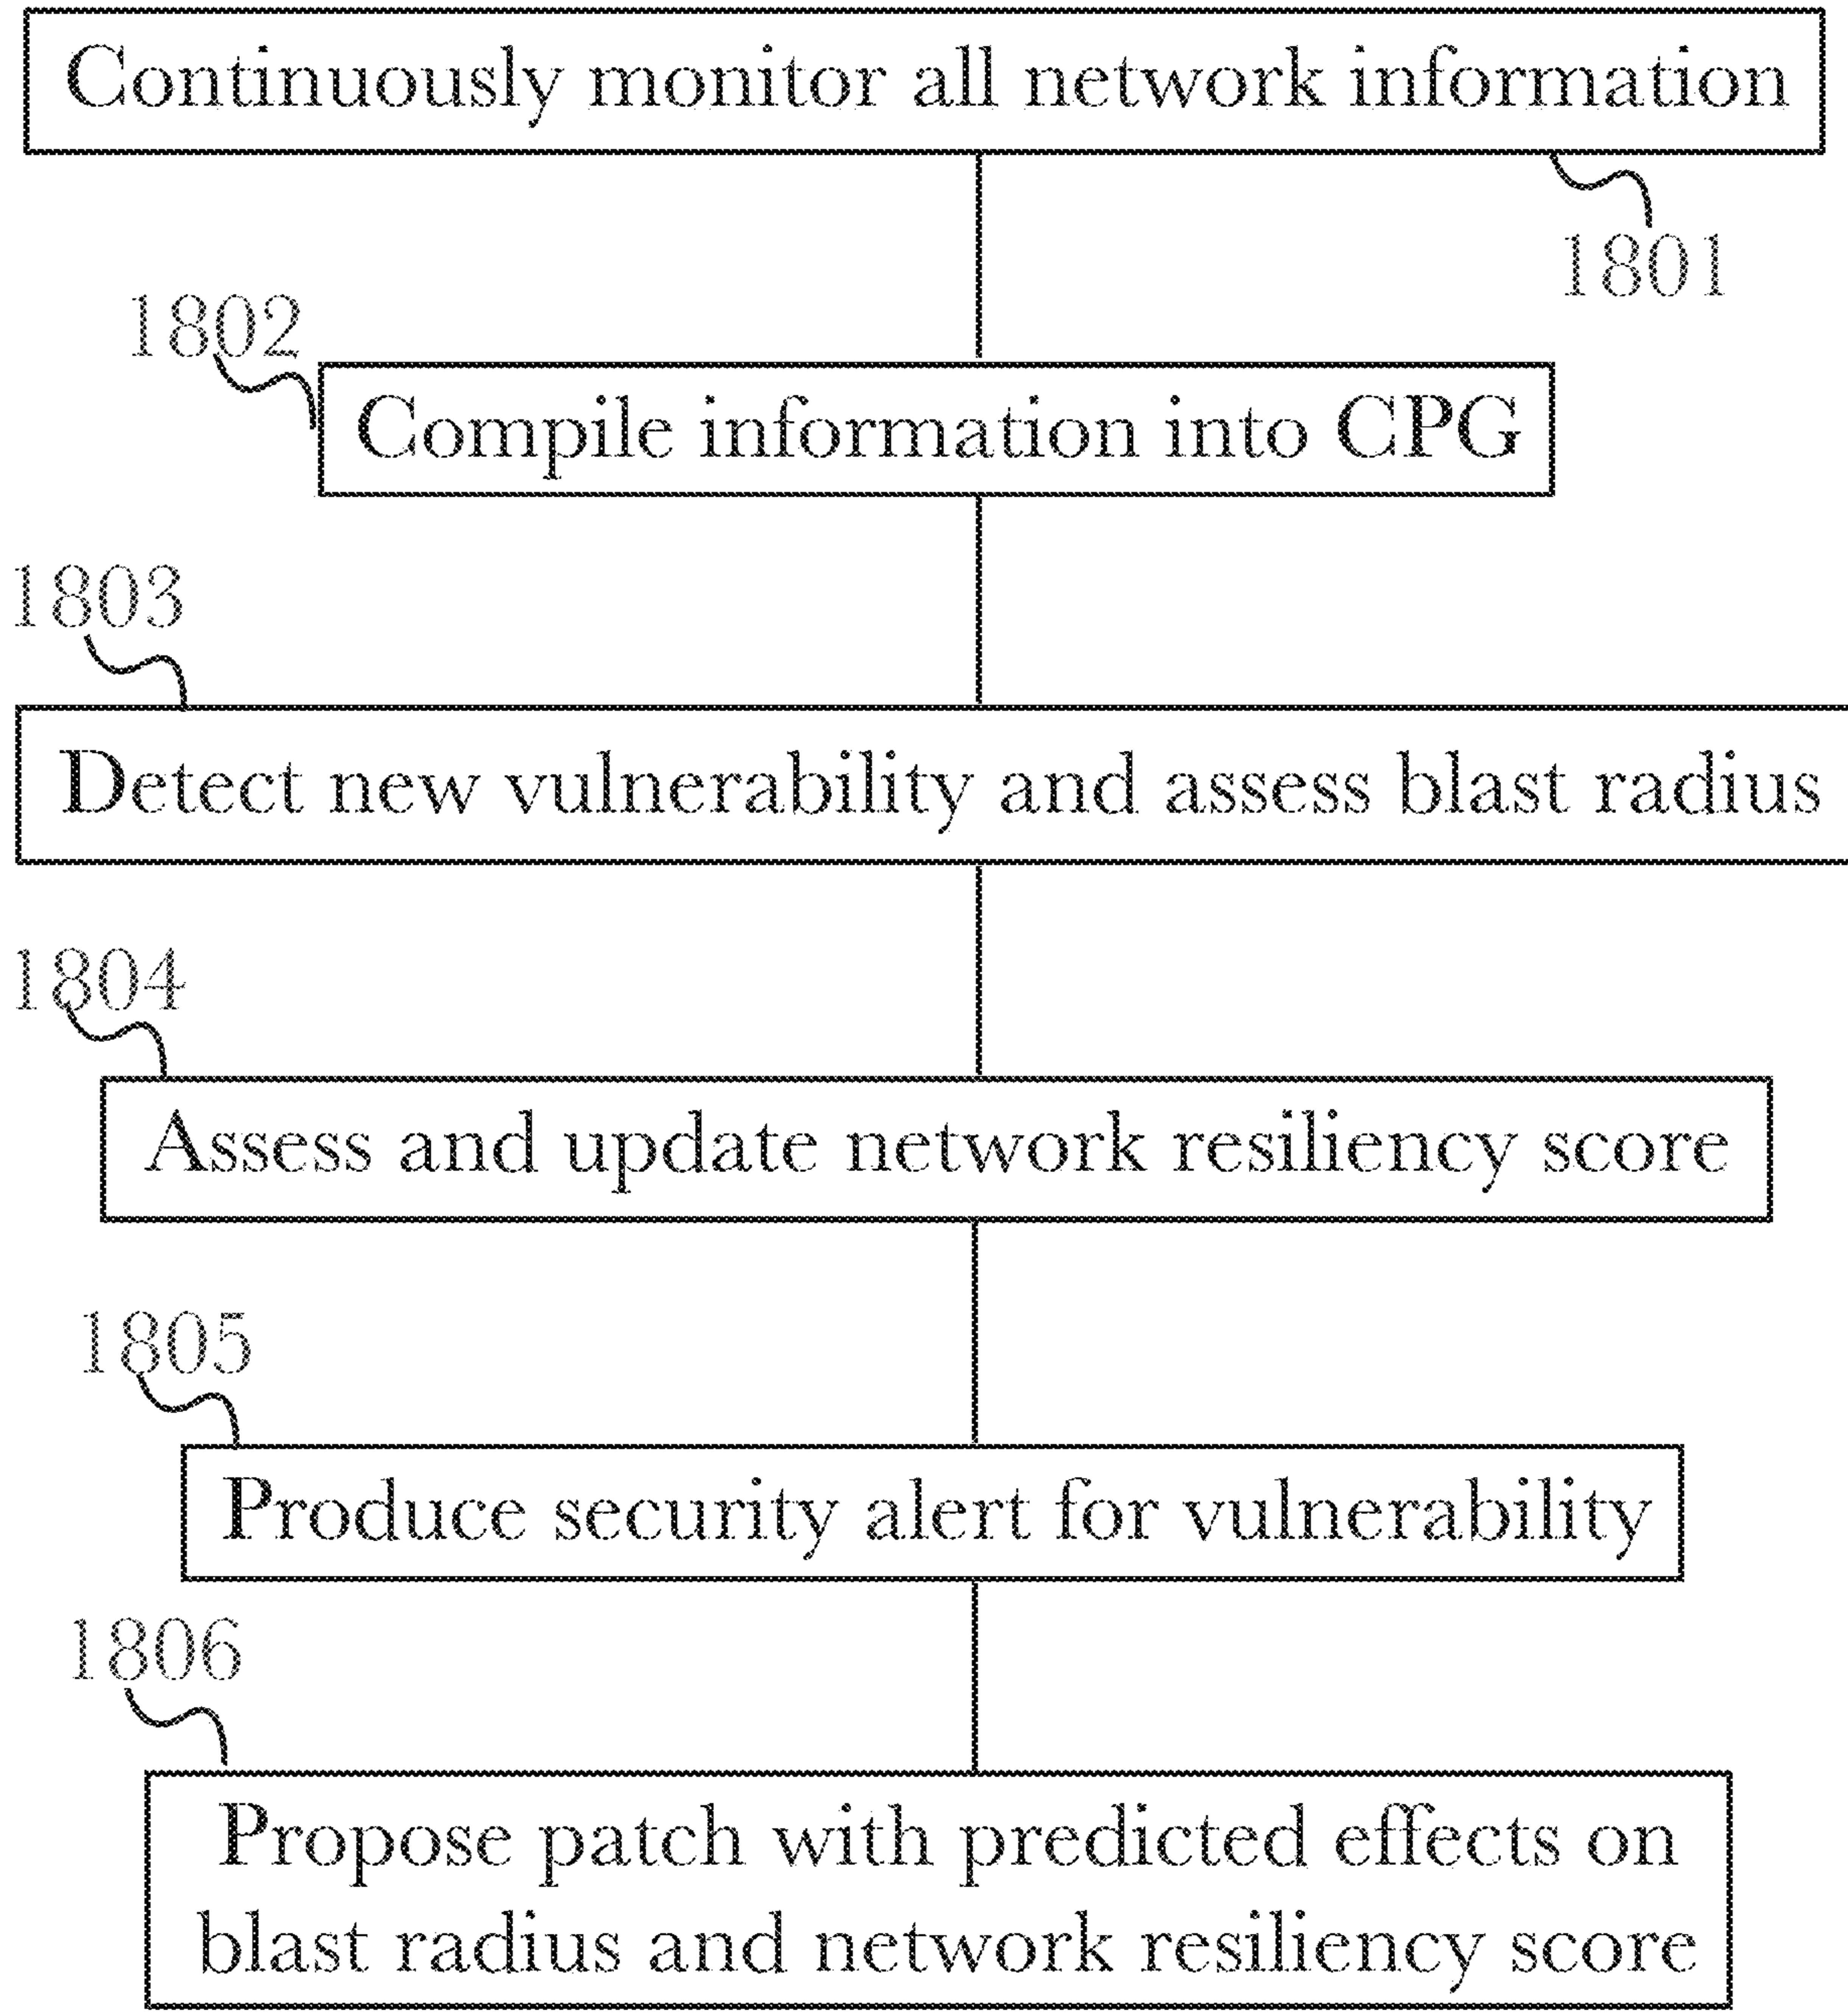 Continuously monitor all network information
1801
1802
Compile information into CPG
1803
Detect new vulnerability and assess blast radius
1804
Assess and update network resiliency score
1805
Produce security alert for vulnerability
1806
Propose patch with predicted effects on
blast radius and network resiliency score